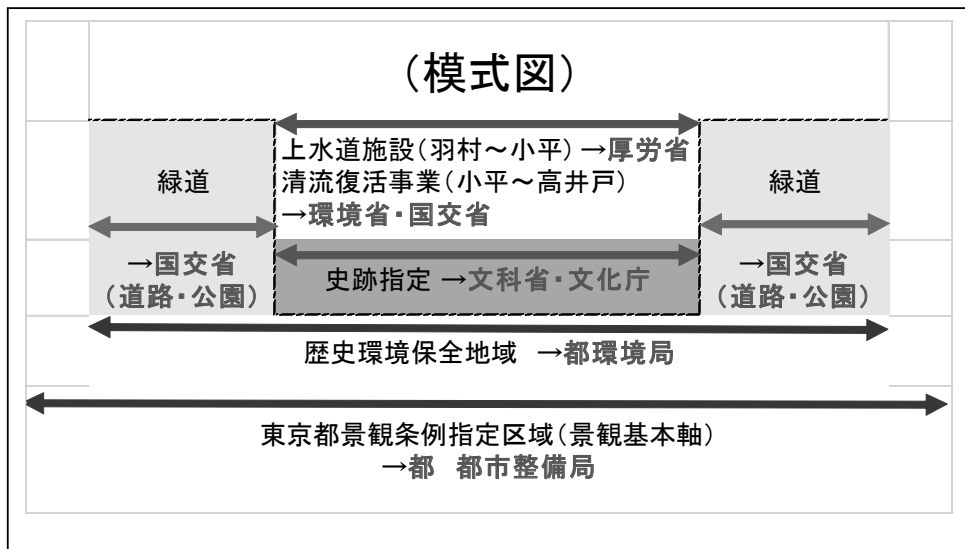 （模式図）
上水道施設（羽村～小平）→厚労省
清流復活事業（小平～高井戸）
→環境省・国交省
緑道
緑道
→国交省
（道路・公園）
史跡指定 →文科省・文化庁
→国交省
（道路・公園）
歴史環境保全地域　→都環境局
東京都景観条例指定区域（景観基本軸）
→都　都市整備局